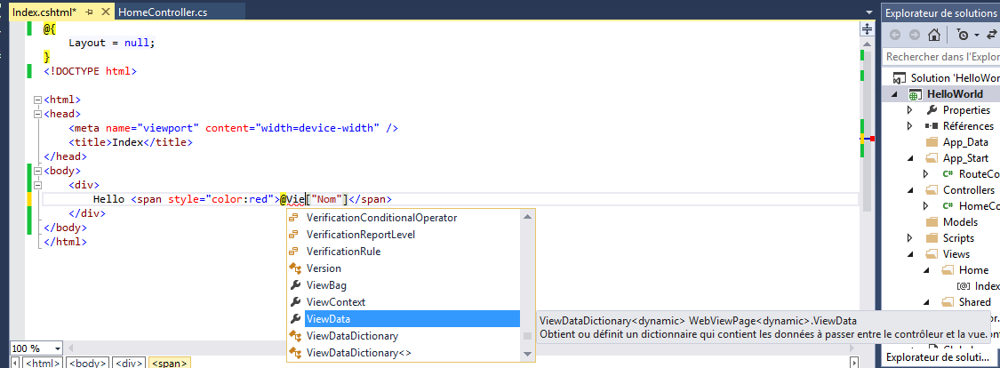 Index.cshtml*
HomeController.cs
@{
Layout = null;
}
<!DOCTYPE html>
<html>
<head>
<meta name="viewport" content="width=device-width" />
<title>Index</title>
</head>
<body>
<div>
Hello <span style="color:red">@Vie["Nom"]</span>
</div>
</body>
</html>
VerificationConditionalOperator
VerificationReportLevel
VerificationRule
Version
ViewBag
ViewContext
ViewData
ViewDataDictionary
ViewDataDictionary<>
ViewDataDictionary<dynamic> WebViewPage<dynamic>.ViewData
Obtient ou définit un dictionnaire qui contient les données à passer entre le contrôleur et la vue.
100 %
<html> <body> <div> <span>
Explorateur de solutions
Rechercher dans l'Explor
Solution 'HelloWor
HelloWorld
Properties
Références
App_Data
App_Start
C# RouteCo
Controllers
C# HomeCo
Models
Scripts
Views
Home
[@] Index
Shared
Explorateur de soluti...